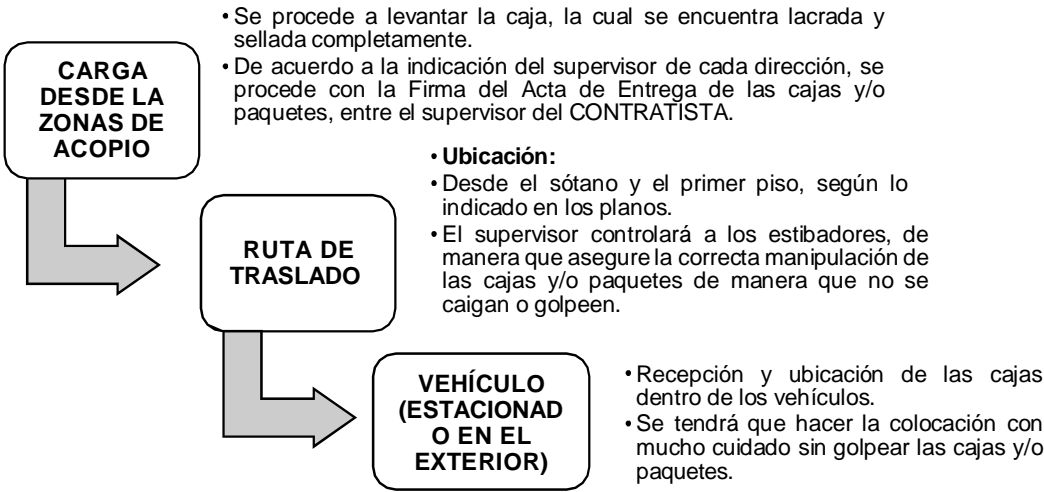 • Se procede a levantar la caja, la cual se encuentra lacrada y
sellada completamente.
• De acuerdo a la indicación del supervisor de cada dirección, se
procede con la Firma del Acta de Entrega de las cajas y/o
paquetes, entre el supervisor del CONTRATISTA.
CARGA
DESDE LA
ZONAS DE
ACOPIO
• Ubicación:
• Desde el sótano y el primer piso, según lo
indicado en los planos.
• El supervisor controlará a los estibadores, de
manera que asegure la correcta manipulación de
las cajas y/o paquetes de manera que no se
caigan o golpeen.
RUTA DE
TRASLADO
VEHÍCULO
(ESTACIONAD
O EN EL
EXTERIOR)
• Recepción y ubicación de las cajas
dentro de los vehículos.
• Se tendrá que hacer la colocación con
mucho cuidado sin golpear las cajas y/o
paquetes.